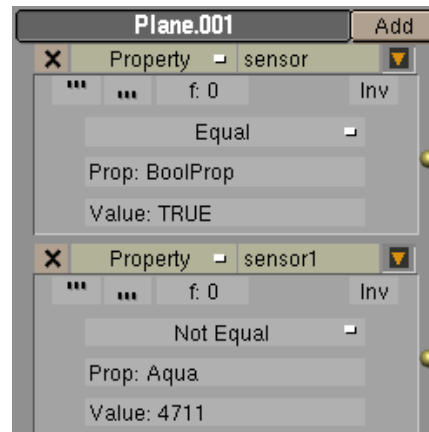 Plane.001 Add
Property sensor
f: 0 Inv
Equal
Prop: BoolProp
Value: TRUE
Property sensor1
f: 0 Inv
Not Equal
Prop: Aqua
Value: 4711